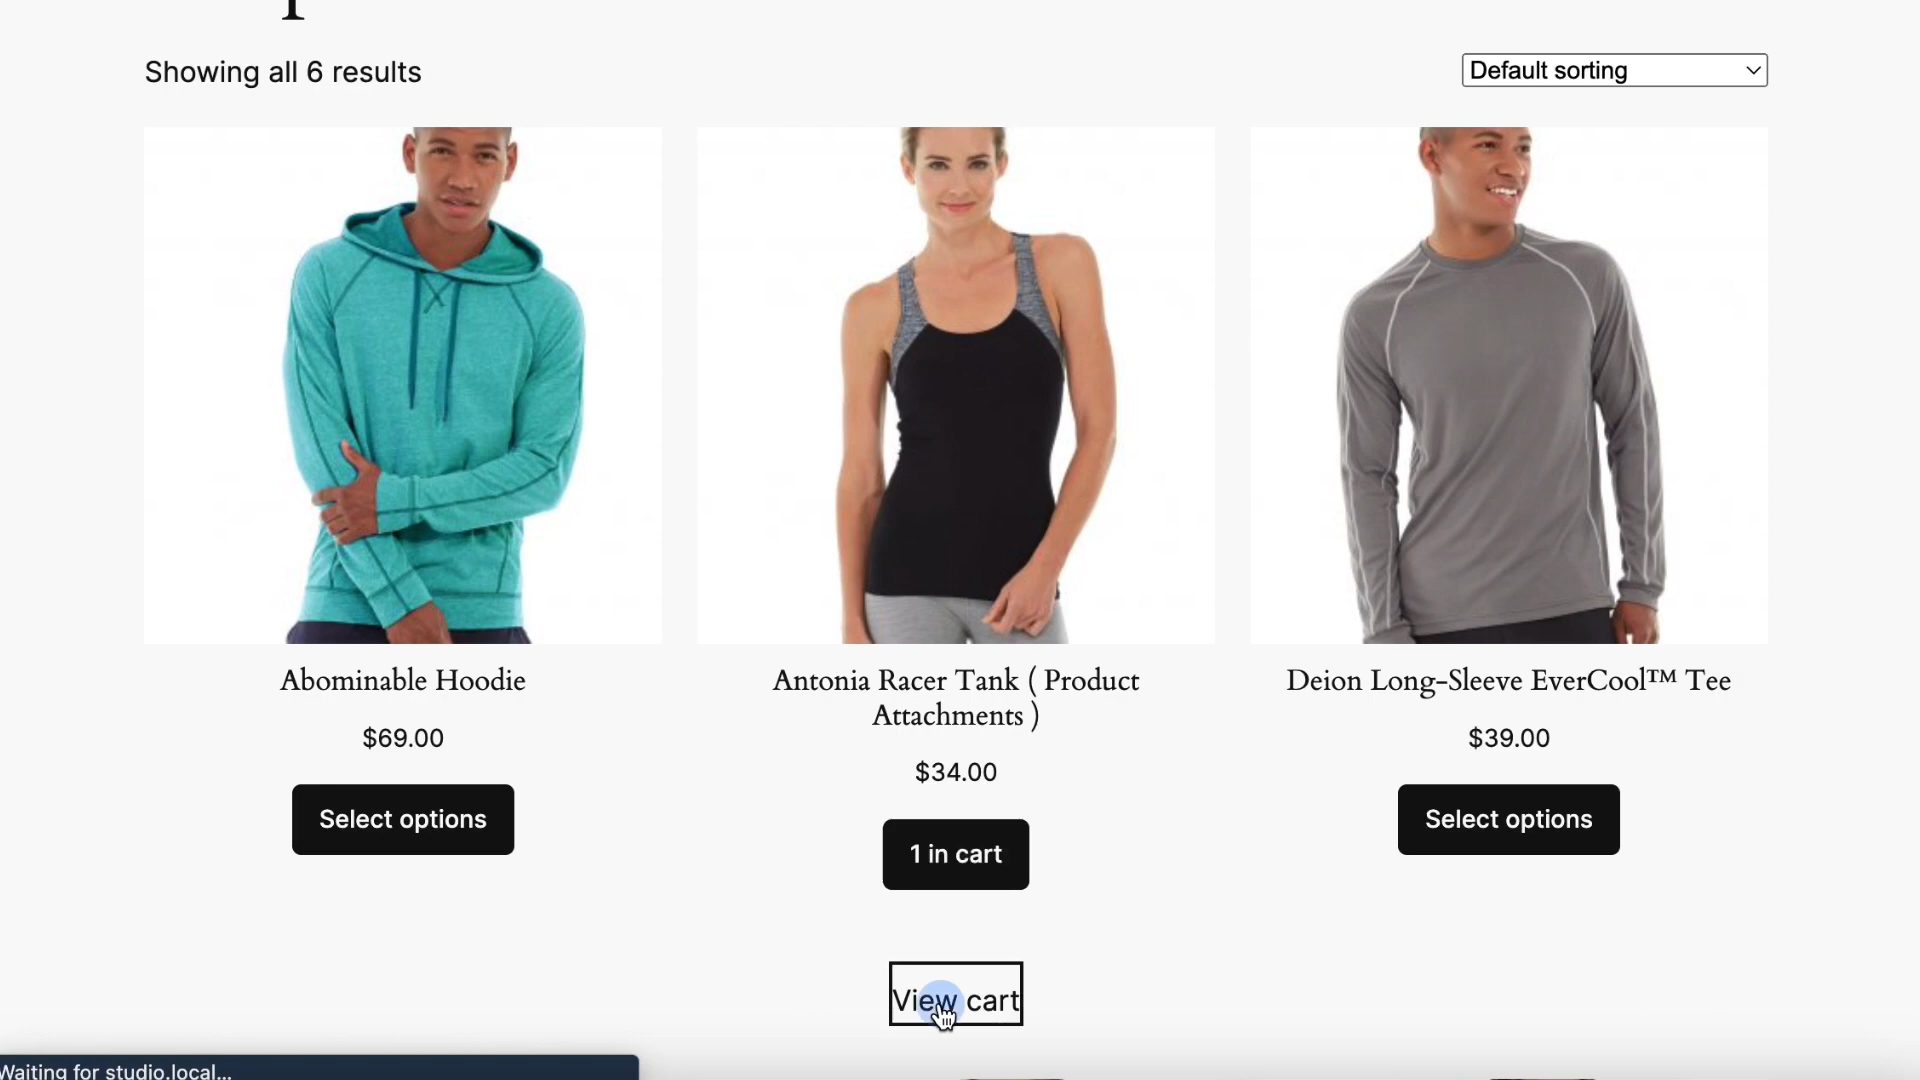 Showing all 6 results
Default sorting
Abominable Hoodie
$69.00
Select options
Antonia Racer Tank ( Product
Attachments )
$34.00
1 in cart
View cart
Deion Long-Sleeve EverCool™ Tee
$39.00
Select options
Waiting for studio.local...